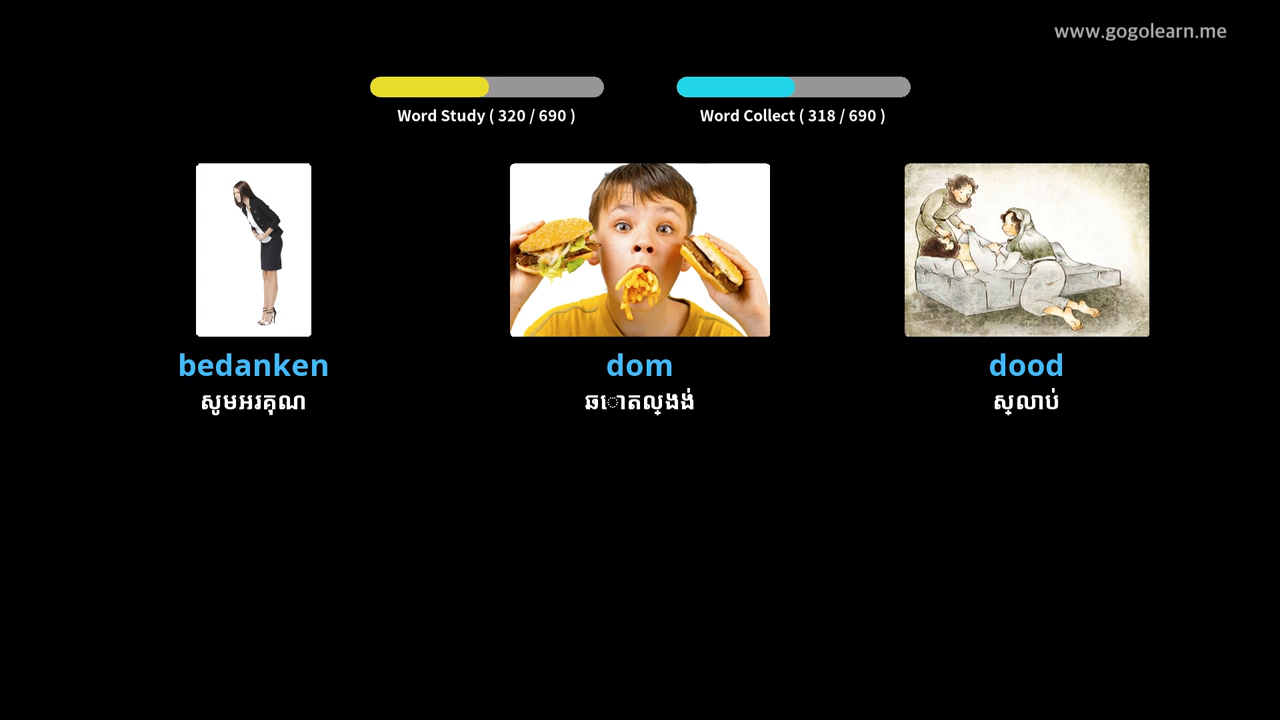 www.gogolearn.me
Word Study ( 320 / 690 )
Word Collect ( 318 / 690 )
bedanken
dom
dood
សូមអរគុណ
ឆោតល្ងង់
ស្លាប់